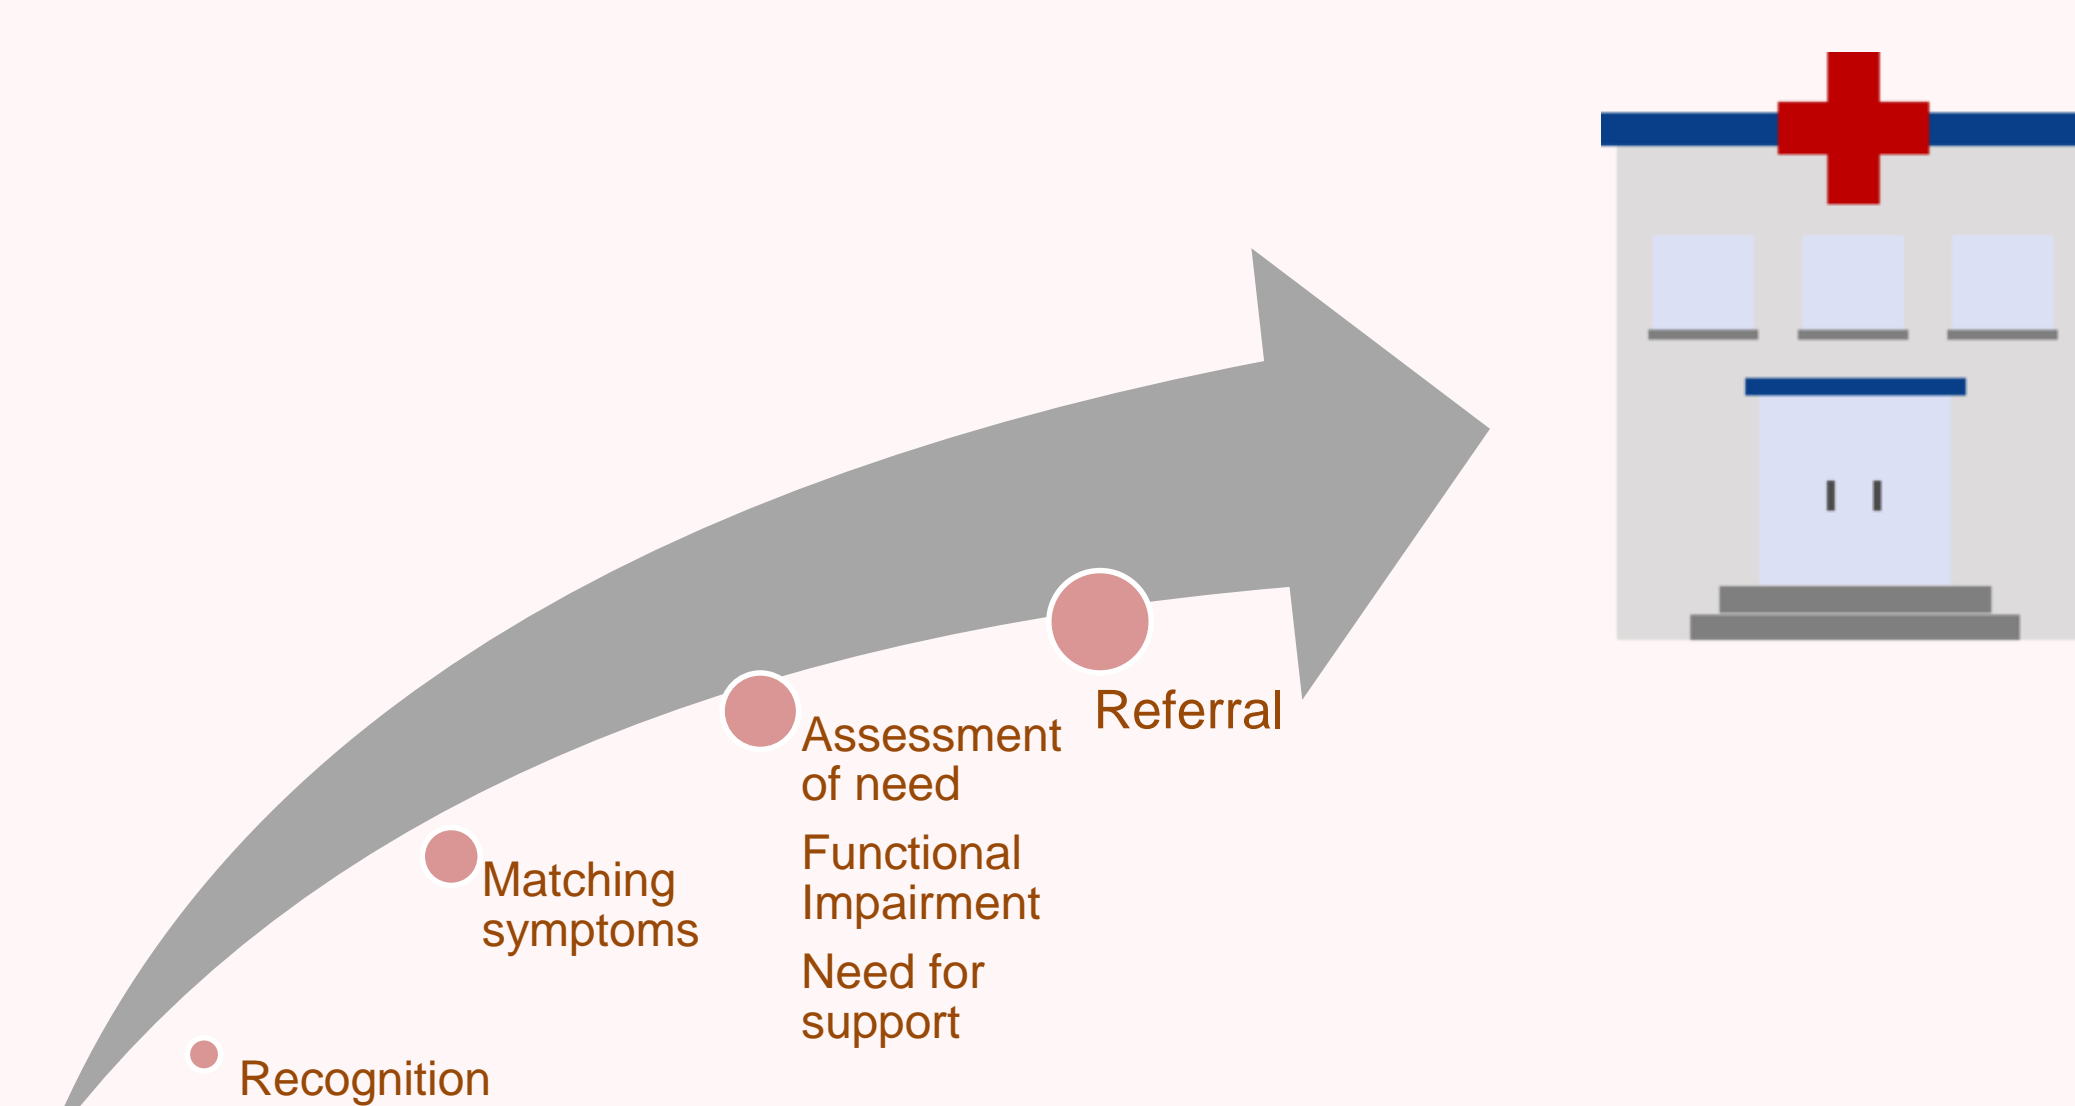 Recognition
Matching
symptoms
Assessment
of need
Functional
Impairment
Need for
support
Referral